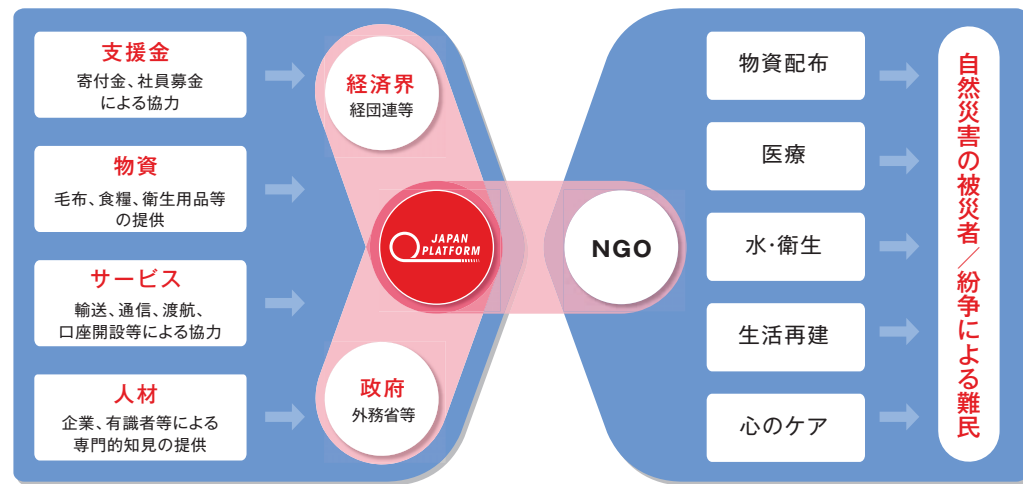 支援金
寄付金、社員募金
による協力
物資
毛布、食糧、衛生用品等
の提供
サービス
輸送、通信、渡航、
口座開設等による協力
人材
企業、有識者等による
専門的知見の提供
経済界
経団連等
JAPAN
PLATFORM
政府
外務省等
NGO
物資配布
医療
水・衛生
生活再建
心のケア
自然災害の被災者／紛争による難民